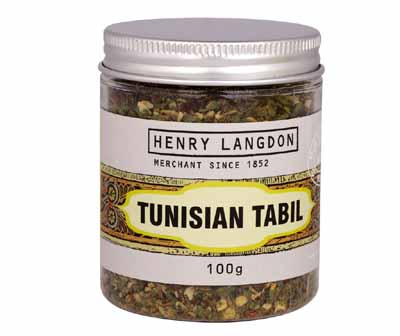 HENRY LANGDON
MERCHANT SINCE 1852
TUNISIAN TABIL
100g